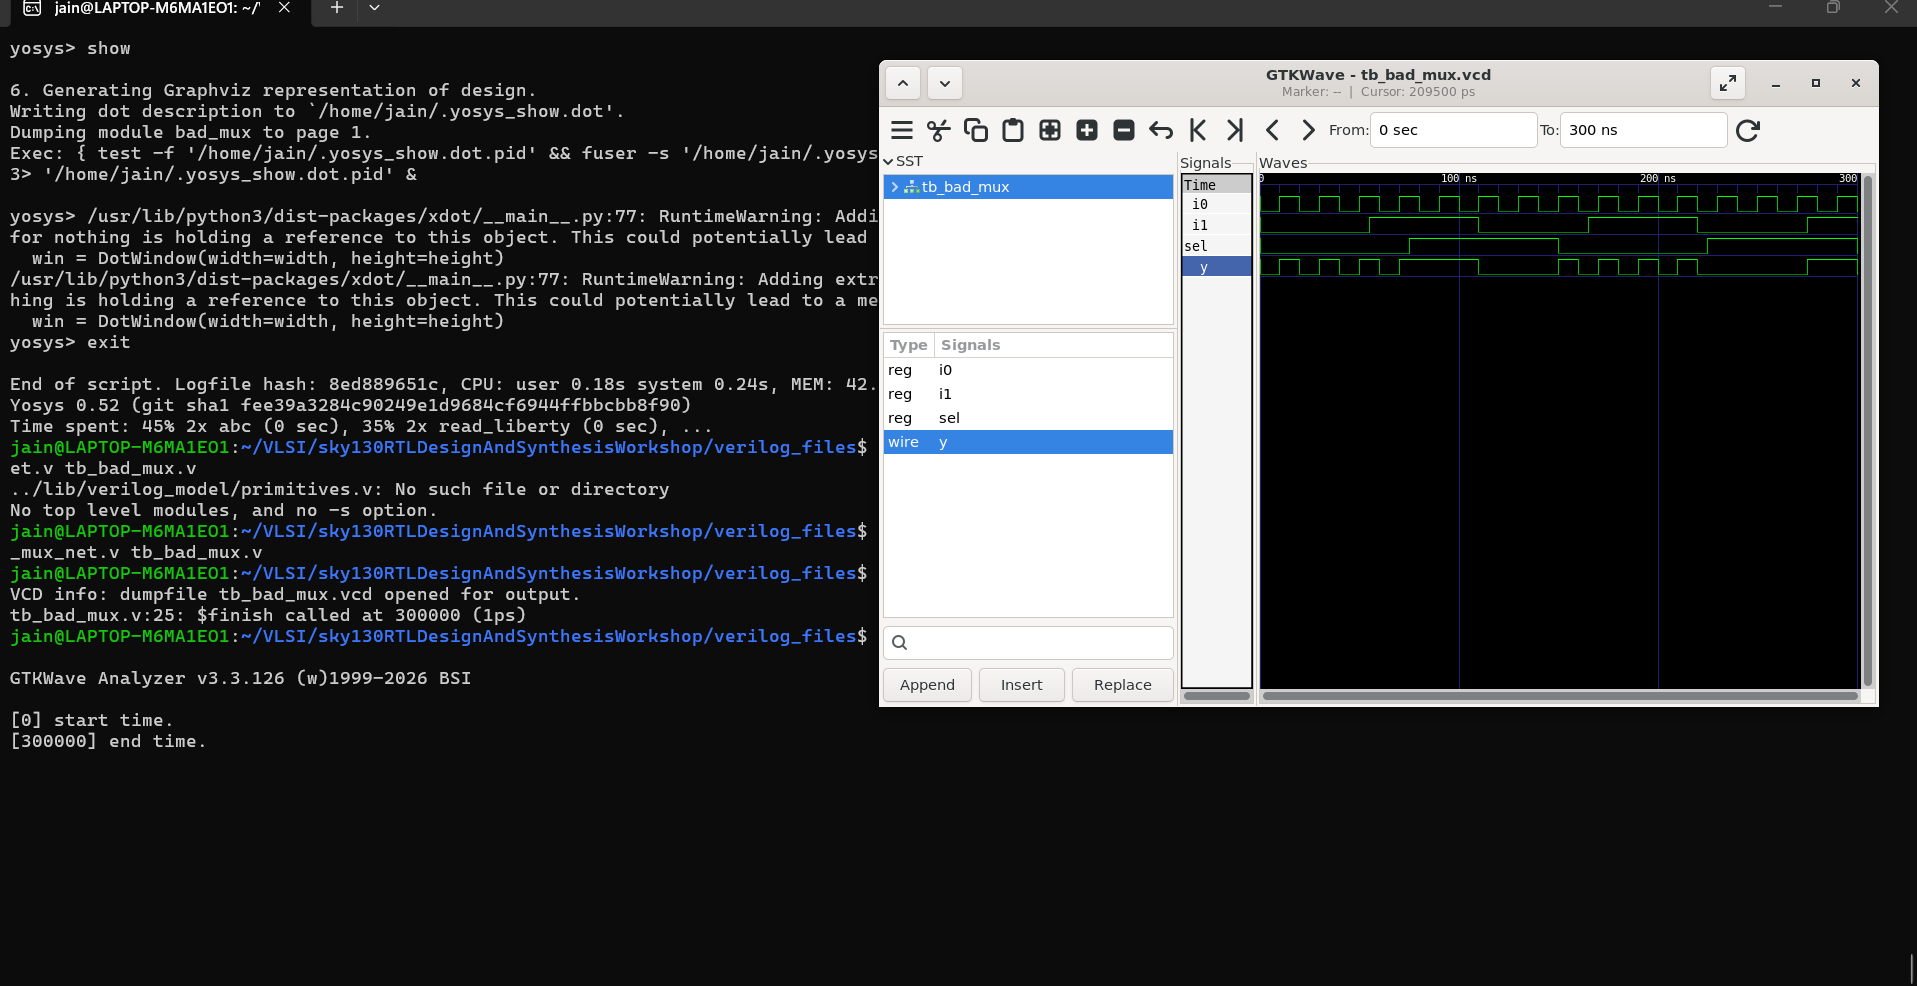 jain@LAPTOP-M6MA1EO1: ~/
yosys> show
6. Generating Graphviz representation of design.
Writing dot description to `/home/jain/.yosys_show.dot'.
Dumping module bad_mux to page 1.
Exec: { test -f '/home/jain/.yosys_show.dot.pid' && fuser -s '/home/jain/.yosys
3> '/home/jain/.yosys_show.dot.pid' &
yosys> /usr/lib/python3/dist-packages/xdot/__main__.py:77: RuntimeWarning: Addi
for nothing is holding a reference to this object. This could potentially lead
win = DotWindow(width=width, height=height)
/usr/lib/python3/dist-packages/xdot/__main__.py:77: RuntimeWarning: Adding extr
hing is holding a reference to this object. This could potentially lead to a me
win = DotWindow(width=width, height=height)
yosys> exit
End of script. Logfile hash: 8ed889651c, CPU: user 0.18s system 0.24s, MEM: 42.
Yosys 0.52 (git sha1 fee39a3284c90249e1d9684cf6944ffbbcbb8f90)
Time spent: 45% 2x abc (0 sec), 35% 2x read_liberty (0 sec), ...
jain@LAPTOP-M6MA1EO1:~/VLSI/sky130RTLDesignAndSynthesisWorkshop/verilog_files$
et.v tb_bad_mux.v
../lib/verilog_model/primitives.v: No such file or directory
No top level modules, and no -s option.
jain@LAPTOP-M6MA1EO1:~/VLSI/sky130RTLDesignAndSynthesisWorkshop/verilog_files$
_mux_net.v tb_bad_mux.v
jain@LAPTOP-M6MA1EO1:~/VLSI/sky130RTLDesignAndSynthesisWorkshop/verilog_files$
VCD info: dumpfile tb_bad_mux.vcd opened for output.
tb_bad_mux.v:25: $finish called at 300000 (1ps)
jain@LAPTOP-M6MA1EO1:~/VLSI/sky130RTLDesignAndSynthesisWorkshop/verilog_files$
GTKWave Analyzer v3.3.126 (w)1999-2026 BSI
[0] start time.
[300000] end time.
GTKWave - tb_bad_mux.vcd
Marker: -- | Cursor: 209500 ps
From: 0 sec To: 300 ns
SST
tb_bad_mux
Type Signals
reg i0
reg i1
reg sel
wire y
Append Insert Replace
Signals
Time
i0
i1
sel
y
Waves
0 100 ns 200 ns 300